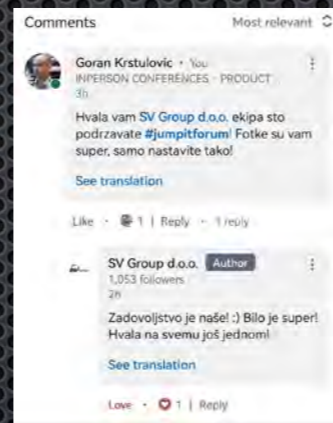 Comments
Most relevant
Goran Krstulovic • You
INPERSON CONFERENCES - PRODUCT
3h
Hvala vam SV Group d.o.o. ekipa sto
podrzavate #jumpitforum! Fotke su vam
super, samo nastavite tako!
See translation
Like • 1 | Reply • 1 reply
SV Group d.o.o. Author
1,053 followers
2h
Zadovoljstvo je naše! :) Bilo je super!
Hvala na svemu još jednom!
See translation
Love • 1 | Reply